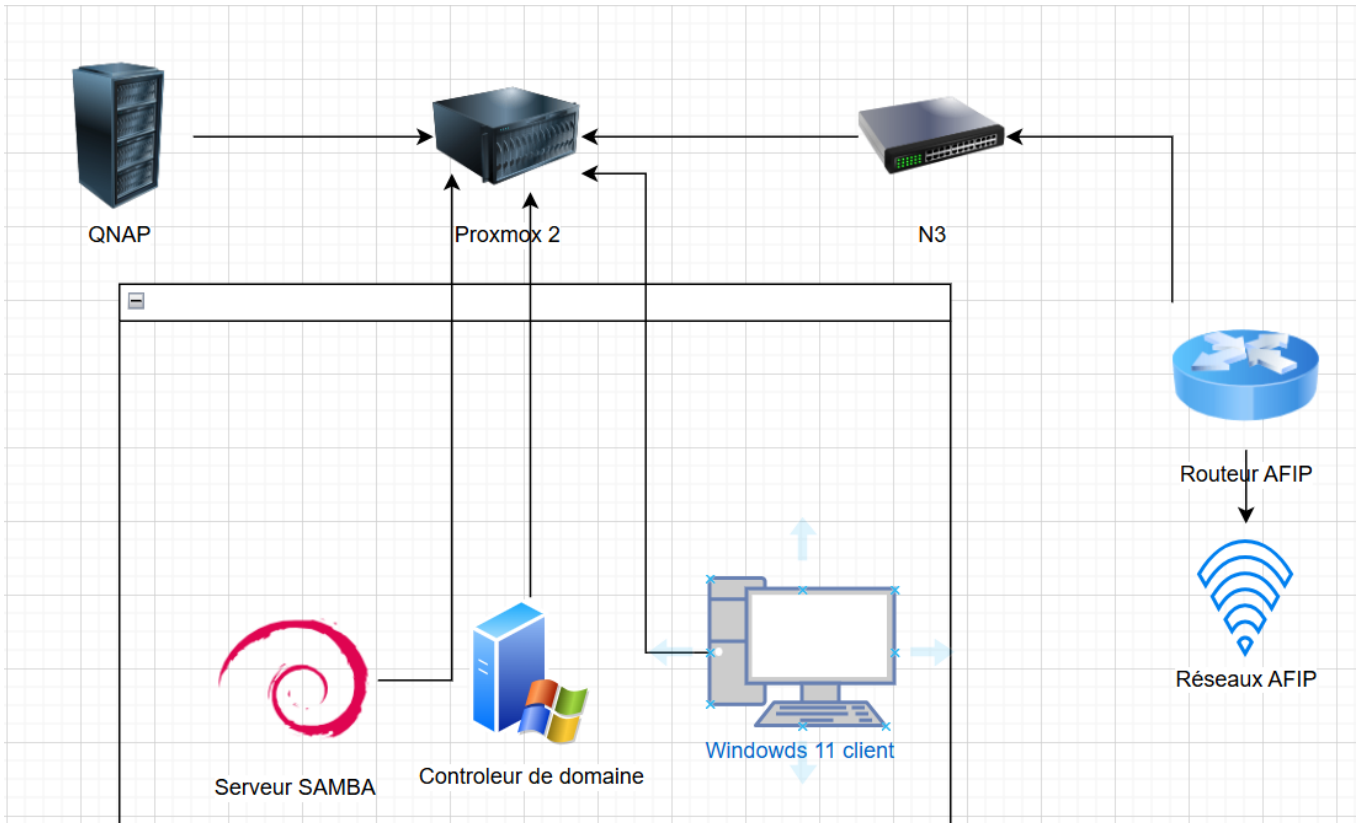 QNAP
Proxmox 2
N3
Routeur AFIP
Réseaux AFIP
Serveur SAMBA
Controleur de domaine
Windowds 11 client